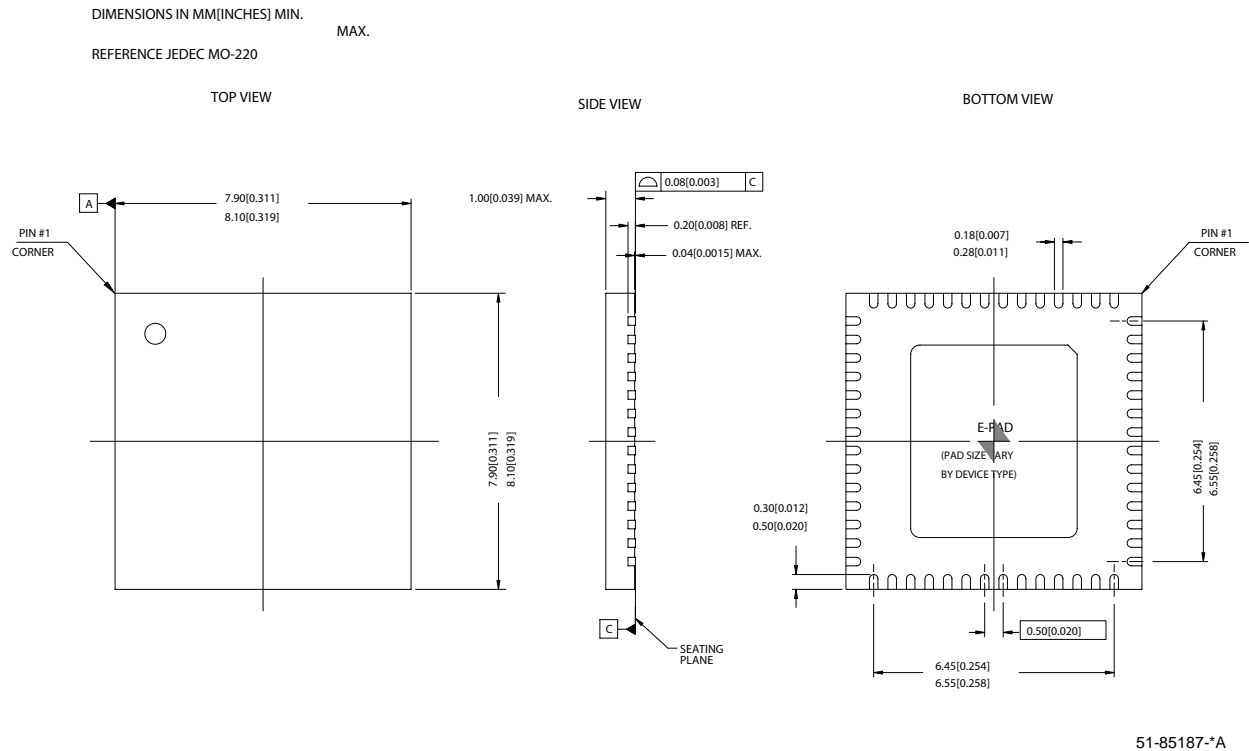 DIMENSIONS IN MM[INCHES] MIN.
MAX.
REFERENCE JEDEC MO-220
TOP VIEW
SIDE VIEW
BOTTOM VIEW
A
7.90[0.311]
8.10[0.319]
PIN #1
CORNER
7.90[0.311]
8.10[0.319]
1.00[0.039] MAX.
0.08[0.003] C
0.20[0.008] REF.
0.04[0.0015] MAX.
C
SEATING
PLANE
0.18[0.007]
0.28[0.011]
PIN #1
CORNER
E-PAD
(PAD SIZE VARY
BY DEVICE TYPE)
6.45[0.254]
6.55[0.258]
0.30[0.012]
0.50[0.020]
0.50[0.020]
6.45[0.254]
6.55[0.258]
51-85187-*A